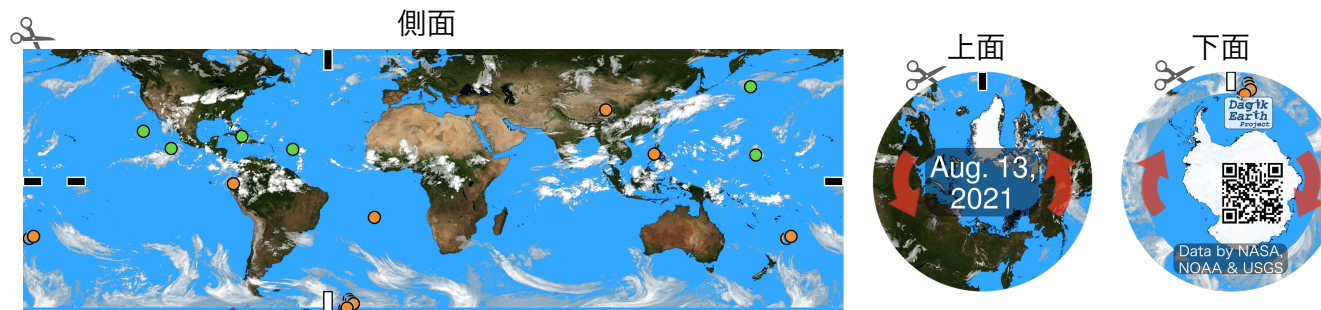 側面
上面
下面
Aug. 13,
2021
Dagik
Earth
Project
Data by NASA,
NOAA & USGS